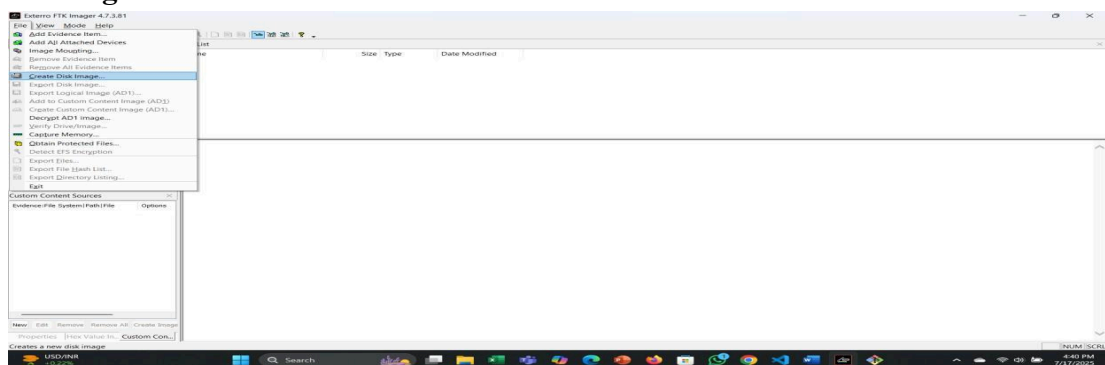 Exterro FTK Imager 4.7.3.81
File View Mode Help
Add Evidence Item...
Add All Attached Devices
Image Mounting...
Remove Evidence Item
Remove All Evidence Items
Create Disk Image...
Export Disk Image...
Export Logical Image (AD1)...
Add to Custom Content Image (AD1)
Create Custom Content Image (AD1)...
Decrypt AD1 image...
Verify Drive/Image...
Capture Memory...
Obtain Protected Files...
Detect EFS Encryption
Export Files...
Export File Hash List...
Export Directory Listing...
Exit
List
Size Type Date Modified
Custom Content Sources
Evidence:File System|Path|File Options
New Edit Remove Remove All Create Image
Properties Hex Value In... Custom Con...
Creates a new disk image
NUM SCRL
USD/INR
+0.22%
Search
4:40 PM
7/17/2025